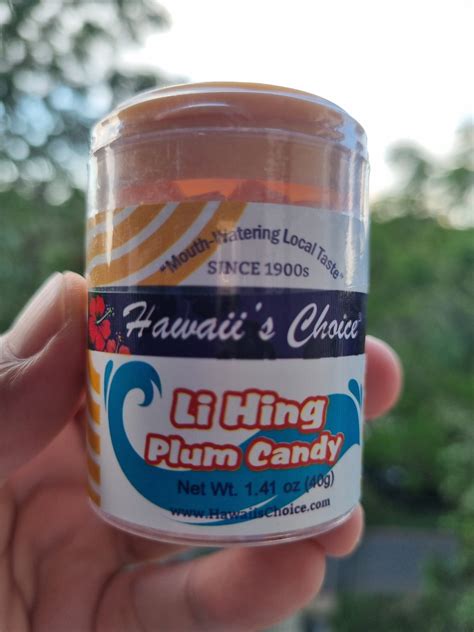 "Mouth-Watering Local Taste"
SINCE 1900s
Hawaii's Choice
Li Hing
Plum Candy
Net Wt. 1.41 oz (40g)
www.HawaiisChoice.com